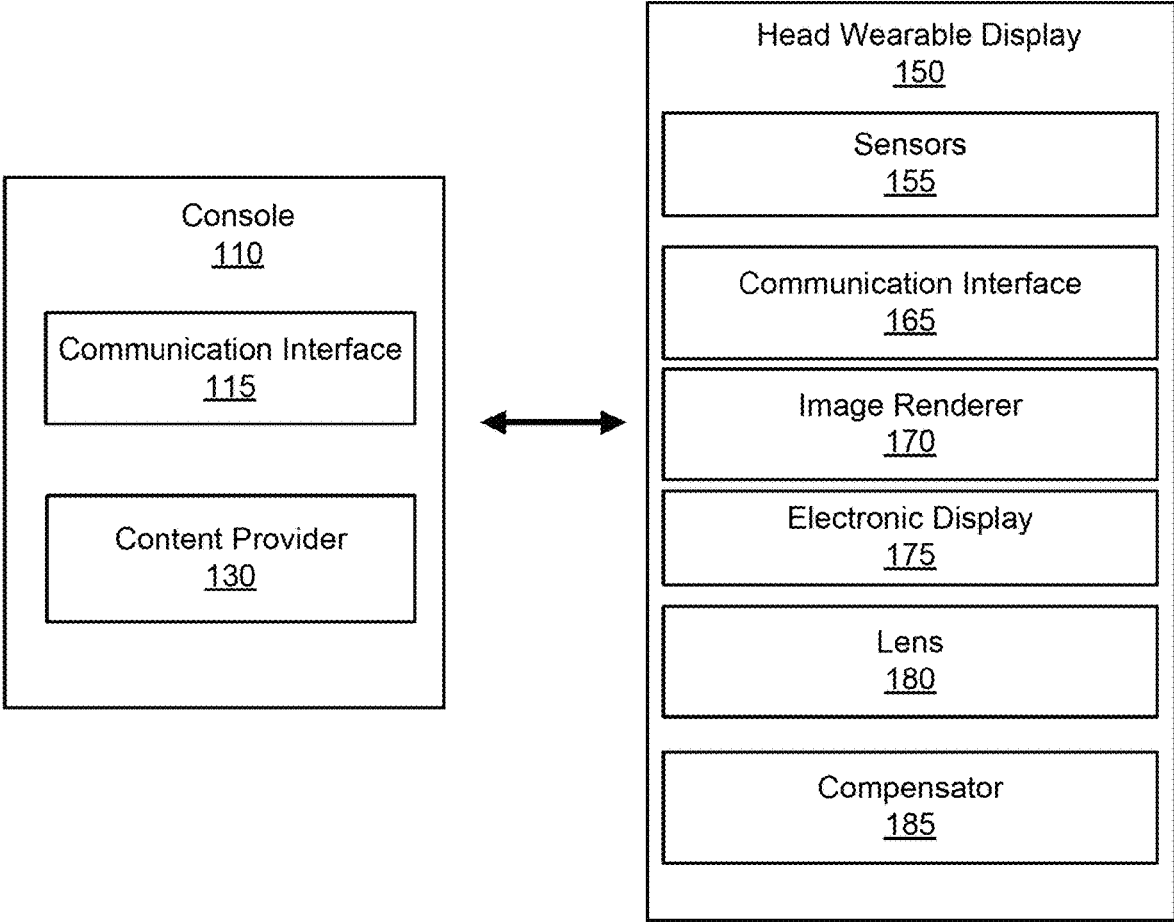 Console
110
Communication Interface
115
Content Provider
130
Head Wearable Display
150
Sensors
155
Communication Interface
165
Image Renderer
170
Electronic Display
175
Lens
180
Compensator
185